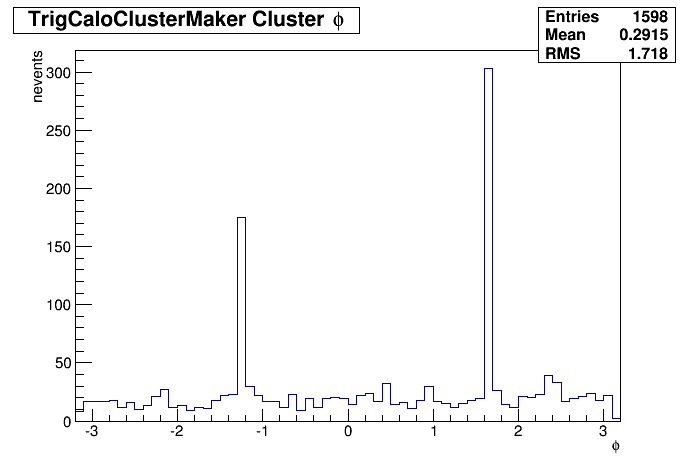 TrigCaloClusterMaker Cluster ϕ
Entries 1598
Mean 0.2915
RMS 1.718
nevents
300
250
200
150
100
50
0
-3 -2 -1 0 1 2 3
ϕ